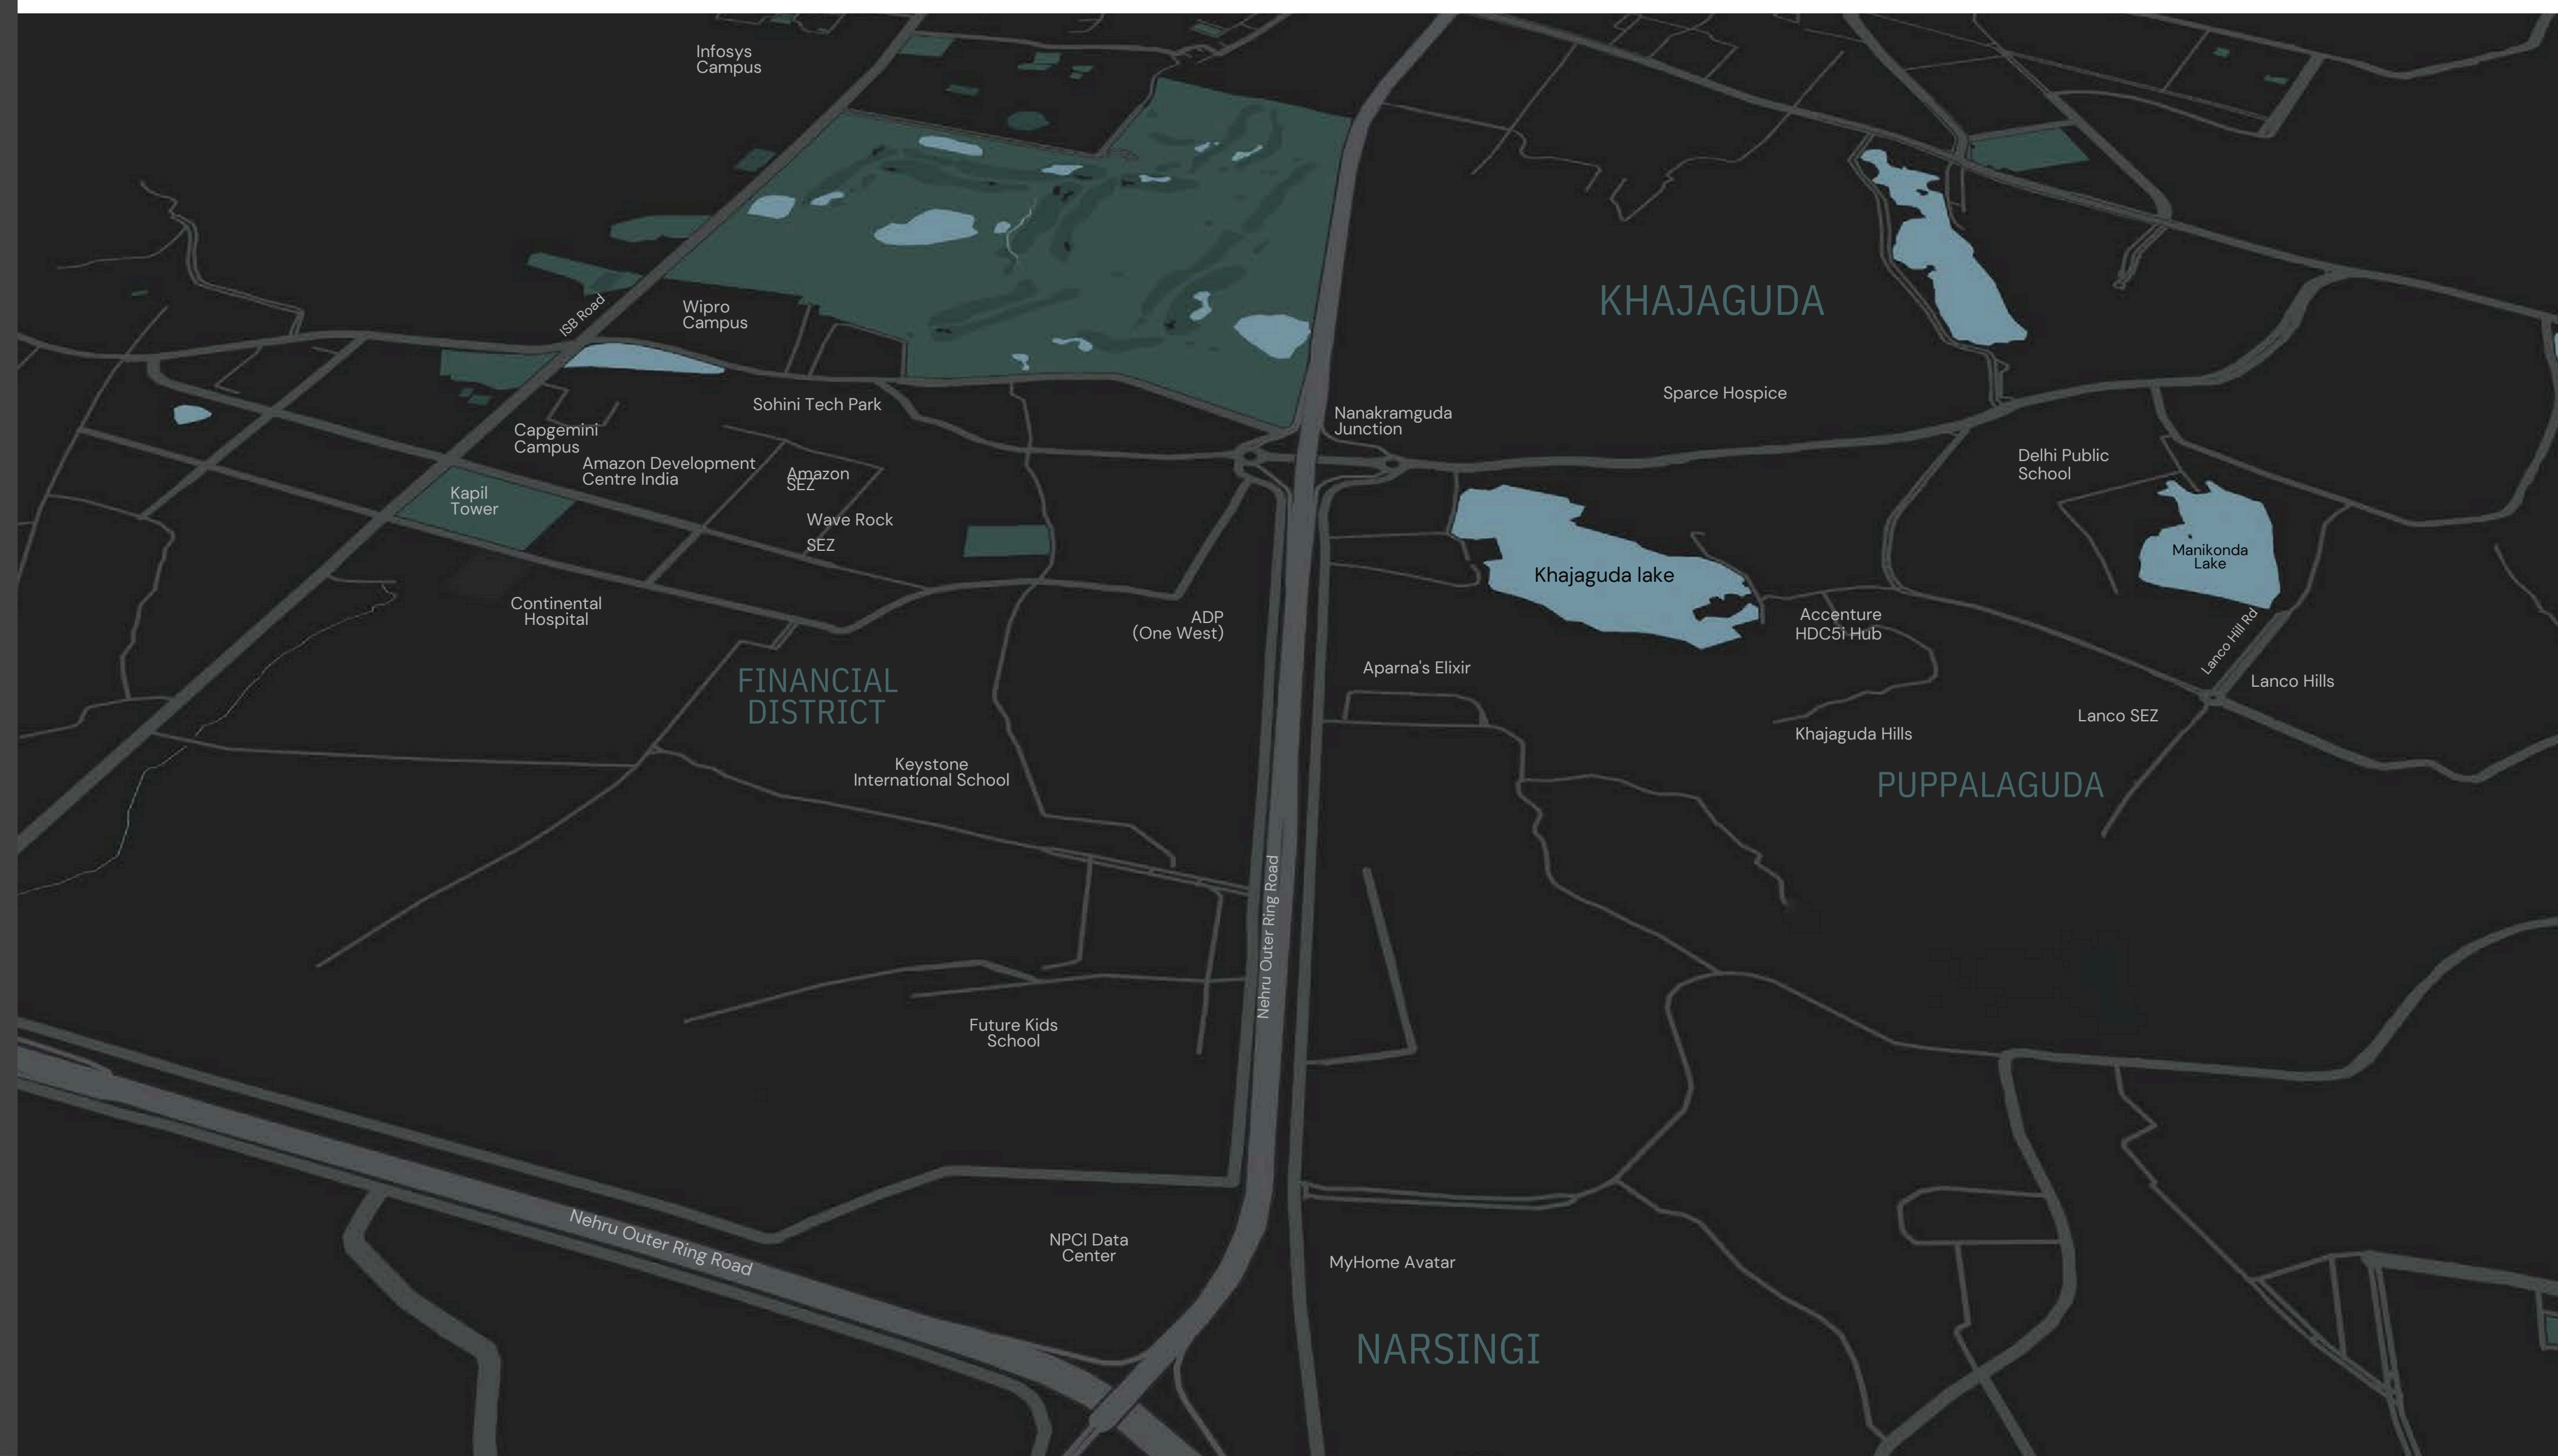 Infosys
Campus
Wipro
Campus
ISB Road
KHAJAGUDA
Sparce Hospice
Sohini Tech Park
Nanakramguda
Junction
Capgemini
Campus
Amazon Development
Centre India
Amazon
SEZ
Delhi Public
School
Kapil
Tower
Wave Rock
SEZ
Manikonda
Lake
Khajaguda lake
Continental
Hospital
ADP
(One West)
Accenture
HDC5i Hub
Lanco Hill Rd
Aparna's Elixir
Lanco Hills
FINANCIAL
DISTRICT
Lanco SEZ
Khajaguda Hills
Keystone
International School
PUPPALAGUDA
Nehru Outer Ring Road
Future Kids
School
Nehru Outer Ring Road
NPCI Data
Center
MyHome Avatar
NARSINGI